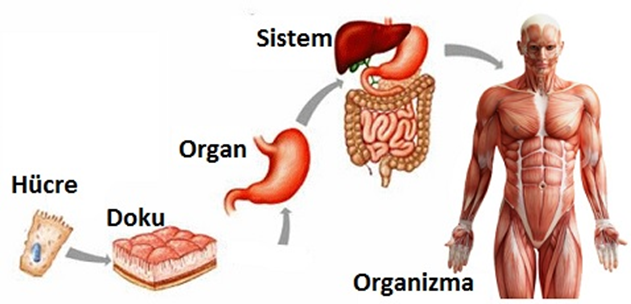 Hücre
Doku
Organ
Sistem
Organizma